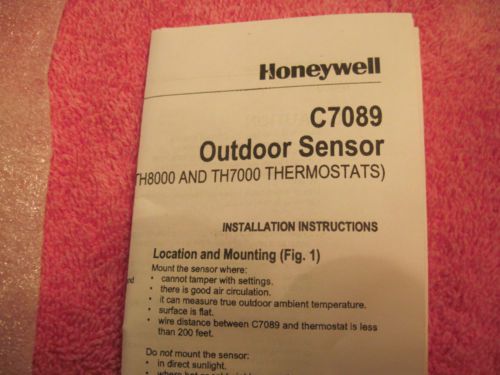 Honeywell
C7089
Outdoor Sensor
TH8000 AND TH7000 THERMOSTATS)
INSTALLATION INSTRUCTIONS
Location and Mounting (Fig. 1)
Mount the sensor where:
• cannot tamper with settings.
• there is good air circulation.
• it can measure true outdoor ambient temperature.
• surface is flat.
• wire distance between C7089 and thermostat is less
than 200 feet.
Do not mount the sensor:
• in direct sunlight.
• where hot